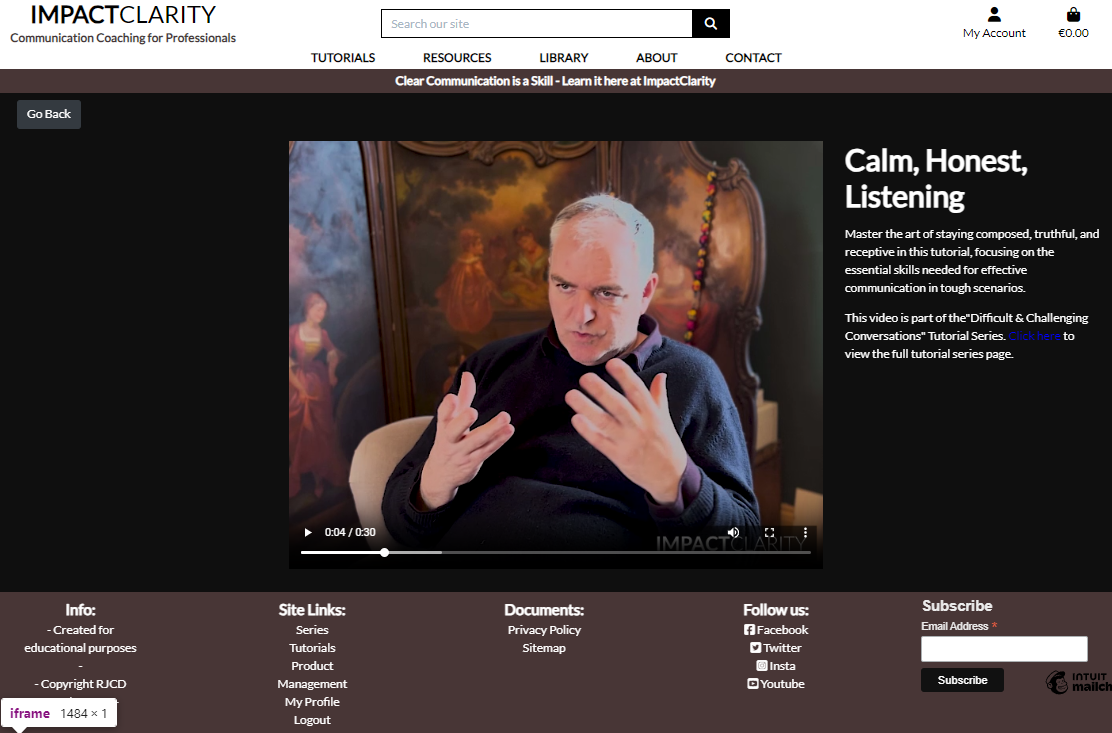 IMPACTCLARITY
Communication Coaching for Professionals
Search our site
My Account
€0.00
TUTORIALS RESOURCES LIBRARY ABOUT CONTACT
Clear Communication is a Skill - Learn it here at ImpactClarity
Go Back
Calm, Honest,
Listening
Master the art of staying composed, truthful, and
receptive in this tutorial, focusing on the
essential skills needed for effective
communication in tough scenarios.
This video is part of the"Difficult & Challenging
Conversations" Tutorial Series. Click here to
view the full tutorial series page.
0:04 / 0:30
IMPACTCLARITY
Info:
- Created for
educational purposes
-
- Copyright RJCD
Site Links:
Series
Tutorials
Product
Management
My Profile
Logout
Documents:
Privacy Policy
Sitemap
Follow us:
Facebook
Twitter
Insta
Youtube
Subscribe
Email Address *
Subscribe
INTUIT
mailch
iframe 1484 × 1